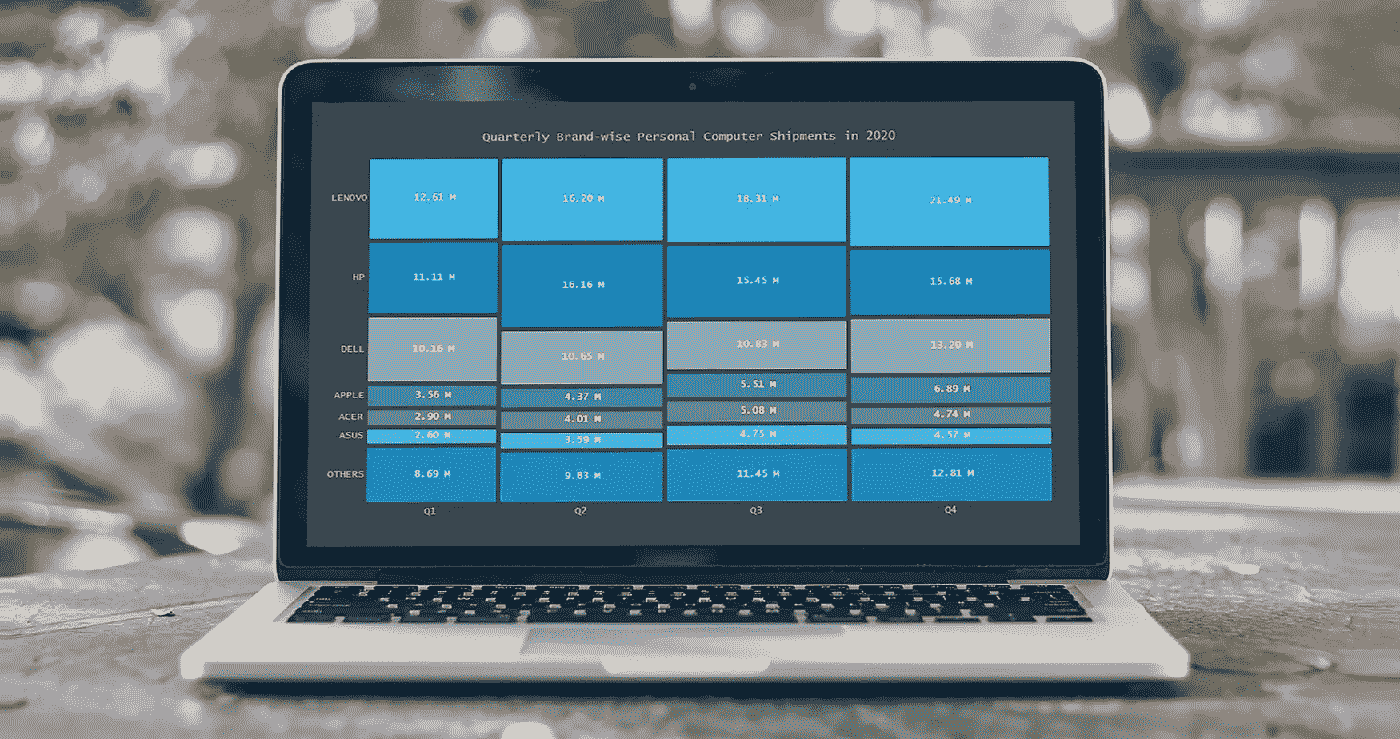 Quarterly Brand-wise Personal Computer Shipments in 2020
LENOVO 12.61 M 16.20 M 18.31 M 21.49 M
HP 11.11 M 16.16 M 15.45 M 15.68 M
DELL 10.16 M 10.65 M 10.83 M 13.20 M
APPLE 3.56 M 4.37 M 5.51 M 6.89 M
ACER 2.90 M 4.01 M 5.08 M 4.74 M
ASUS 2.60 M 3.59 M 4.75 M 4.57 M
OTHERS 8.69 M 9.83 M 11.45 M 12.81 M
Q1 Q2 Q3 Q4